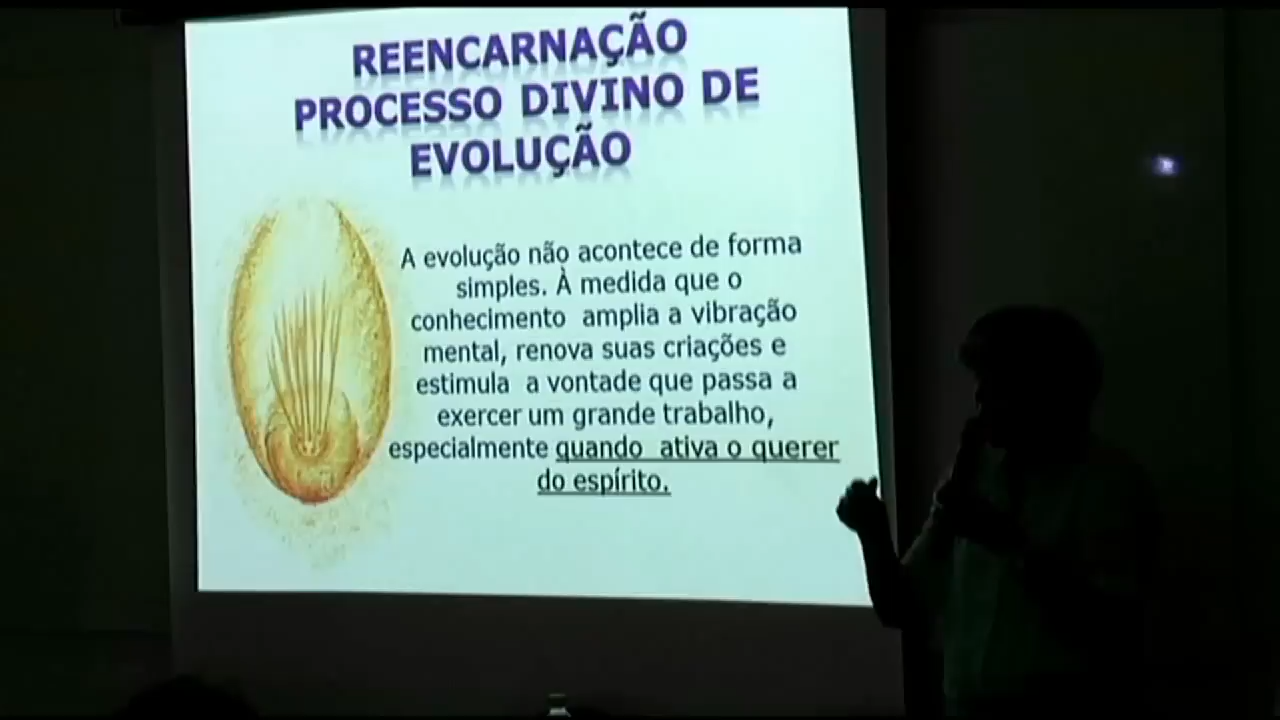 REENCARNAÇÃO
PROCESSO DIVINO DE
EVOLUÇÃO
A evolução não acontece de forma
simples. À medida que o
conhecimento amplia a vibração
mental, renova suas criações e
estimula a vontade que passa a
exercer um grande trabalho,
especialmente quando ativa o querer
do espírito.